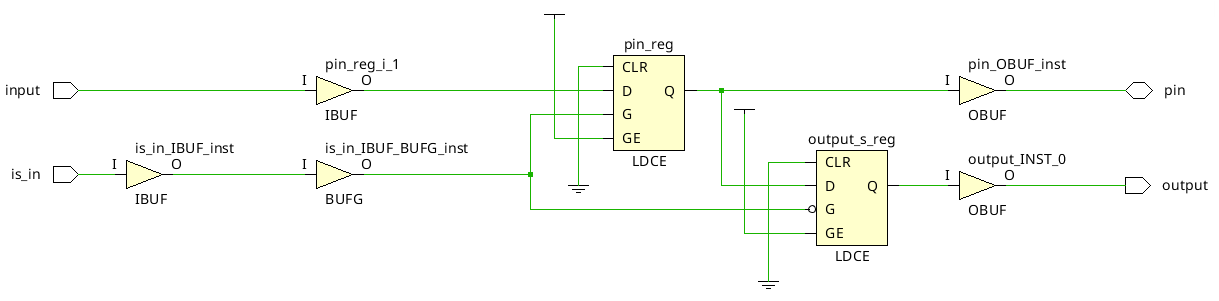 pin_reg
pin_reg_i_1
CLR
pin_OBUF_inst
I
O
I
O
input
D
Q
pin
IBUF
G
OBUF
GE
output_s_reg
is_in_IBUF_inst
is_in_IBUF_BUFG_inst
LDCE
CLR
output_INST_0
I
O
I
O
I
O
is_in
D
Q
output
IBUF
BUFG
G
OBUF
GE
LDCE